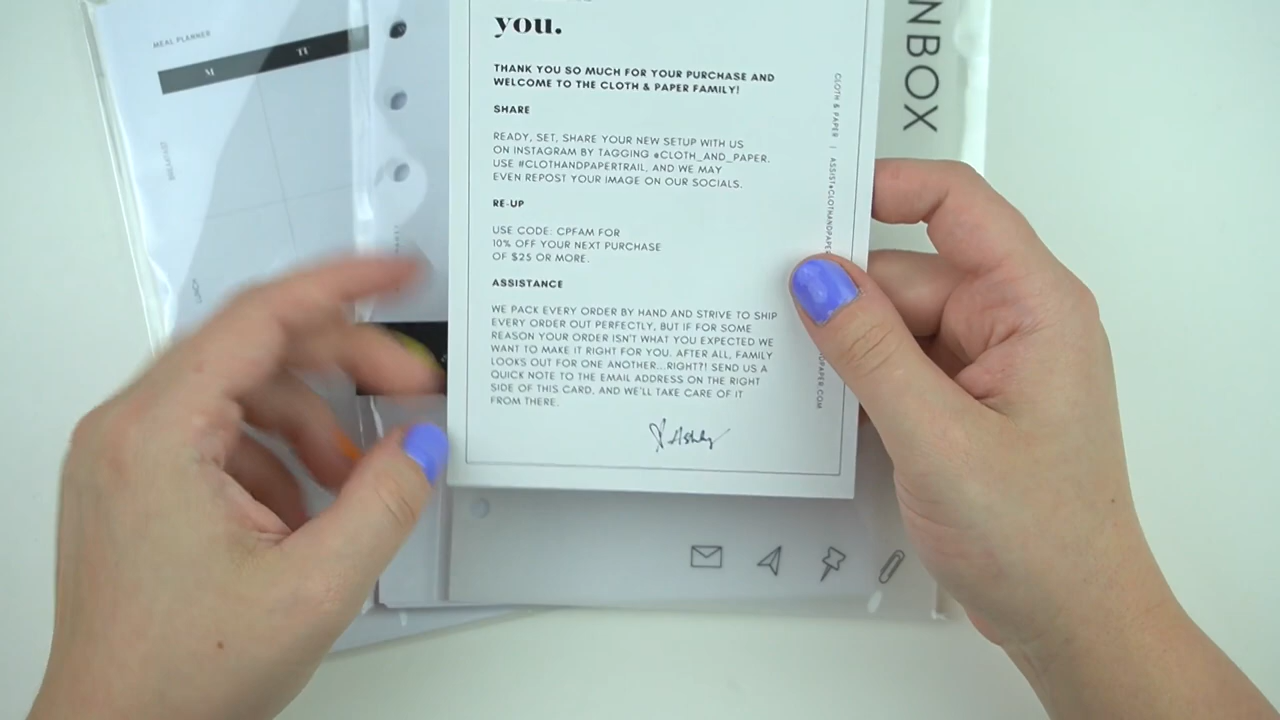 you.
THANK YOU SO MUCH FOR YOUR PURCHASE AND
WELCOME TO THE CLOTH & PAPER FAMILY!
SHARE
READY, SET, SHARE YOUR NEW SETUP WITH US
ON INSTAGRAM BY TAGGING @CLOTH_AND_PAPER.
USE #CLOTHANDPAPERTRAIL, AND WE MAY
EVEN REPOST YOUR IMAGE ON OUR SOCIALS.
RE-UP
USE CODE: CPFAM FOR
10% OFF YOUR NEXT PURCHASE
OF $25 OR MORE.
ASSISTANCE
WE PACK EVERY ORDER BY HAND AND STRIVE TO SHIP
EVERY ORDER OUT PERFECTLY, BUT IF FOR SOME
REASON YOUR ORDER ISN'T WHAT YOU EXPECTED WE
WANT TO MAKE IT RIGHT FOR YOU. AFTER ALL, FAMILY
LOOKS OUT FOR ONE ANOTHER...RIGHT?! SEND US A
QUICK NOTE TO THE EMAIL ADDRESS ON THE RIGHT
SIDE OF THIS CARD, AND WE'LL TAKE CARE OF IT
FROM THERE.
Ashley
CLOTH & PAPER | ASSIST@CLOTHANDPAPER.COM
NBOX
MEAL PLANNER
M TU
LUNCH